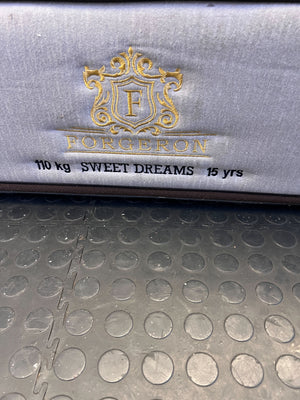 F
FORGERON
110 kg SWEET DREAMS 15 yrs